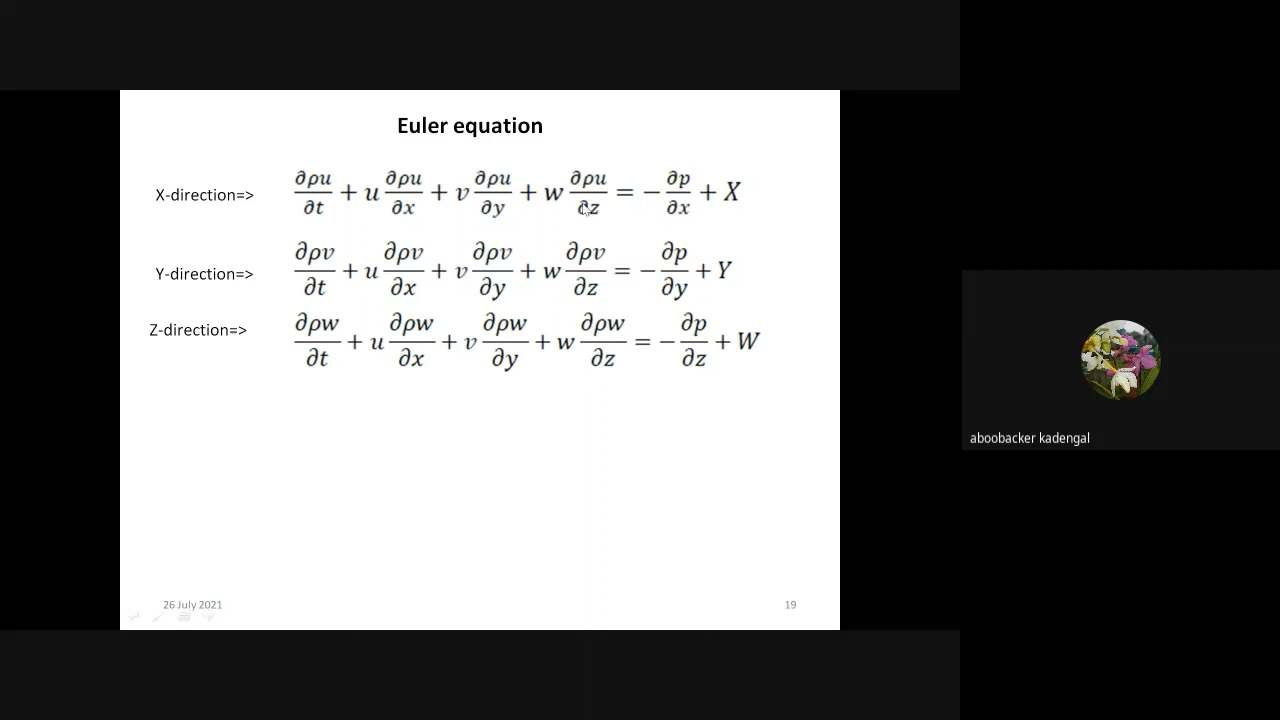 Euler equation
X-direction=> ∂ρu/∂t + u ∂ρu/∂x + v ∂ρu/∂y + w ∂ρu/∂z = − ∂p/∂x + X
Y-direction=> ∂ρv/∂t + u ∂ρv/∂x + v ∂ρv/∂y + w ∂ρv/∂z = − ∂p/∂y + Y
Z-direction=> ∂ρw/∂t + u ∂ρw/∂x + v ∂ρw/∂y + w ∂ρw/∂z = − ∂p/∂z + W
aboobacker kadengal
26 July 2021
19